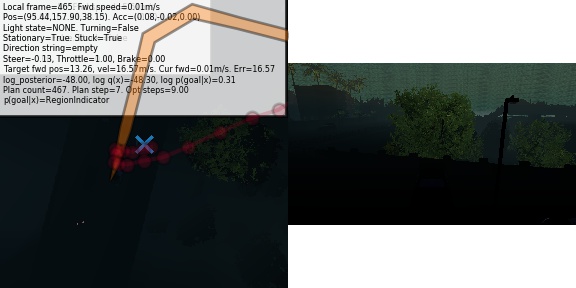 Local frame=465. Fwd speed=0.01m/s
Pos=(95.44,157.90,38.15). Acc=(0.08,-0.02,0.00)
Light state=NONE. Turning=False
Stationary=True. Stuck=True
Direction string=empty
Steer=-0.13, Throttle=1.00, Brake=0.00
Target fwd pos=13.26, vel=16.57m/s. Cur fwd=0.01m/s. Err=16.57
log_posterior=-48.00, log q(x)=-48.30, log p(goal|x)=0.31
Plan count=467. Plan step=7. Opt steps=9.00
p(goal|x)=RegionIndicator